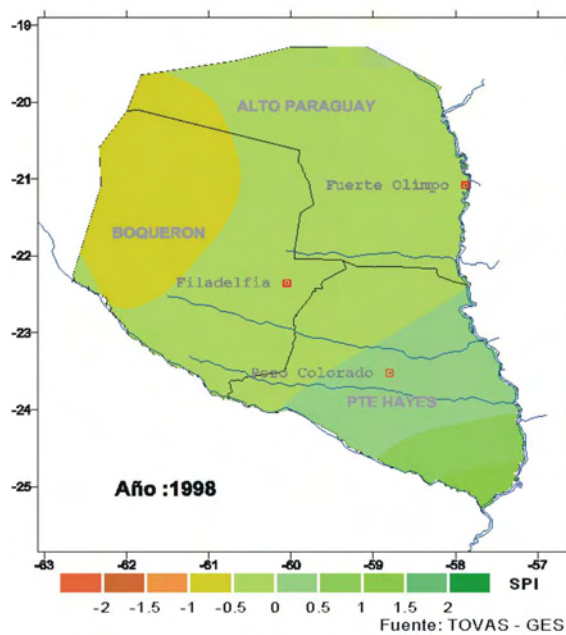 -19
-20
ALTO PARAGUAY
-21
Fuerte Olimpo
BOQUERON
-22
Filadelfia
-23
Pozo Colorado
PTE HAYES
-24
-25
Año :1998
-63 -62 -61 -60 -59 -58 -57
SPI
-2 -1.5 -1 -0.5 0 0.5 1 1.5 2
Fuente: TOVAS - GES